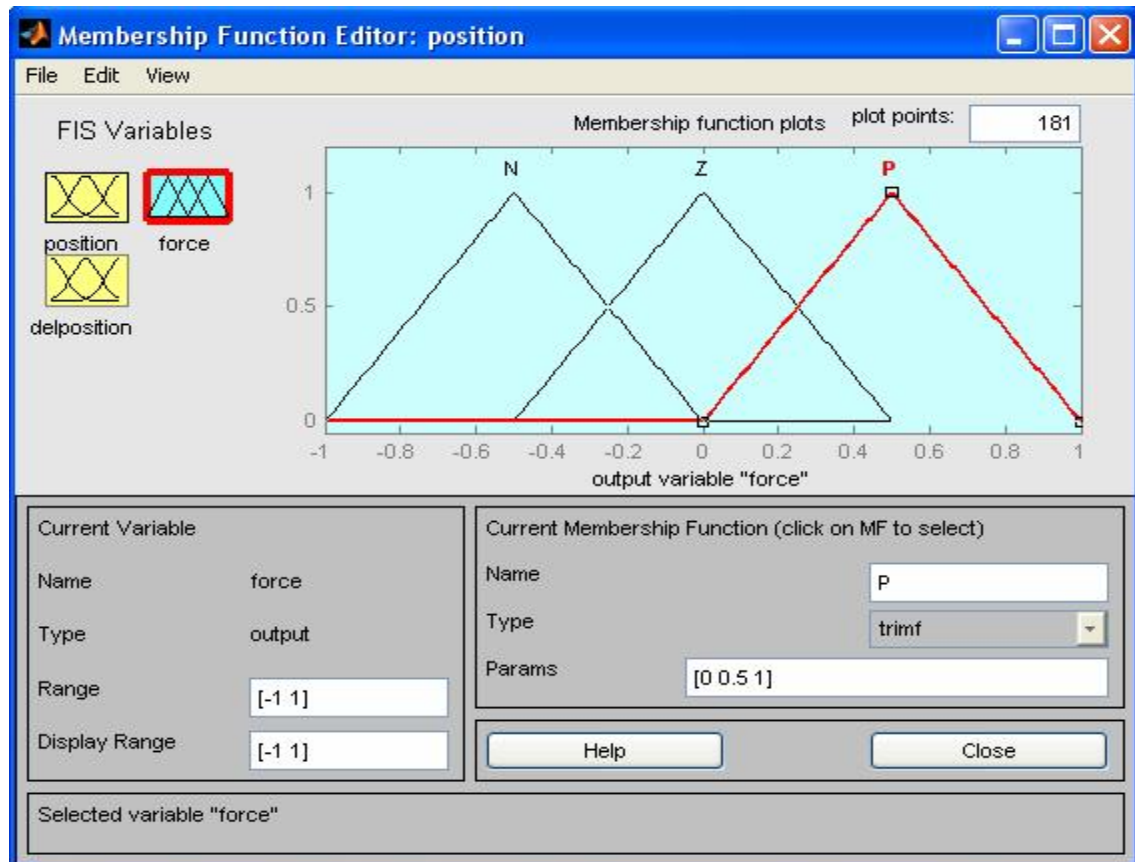 Membership Function Editor: position
File Edit View
FIS Variables
position
force
delposition
Membership function plots
plot points:
181
N
Z
P
1
0.5
0
-1 -0.8 -0.6 -0.4 -0.2 0 0.2 0.4 0.6 0.8 1
output variable "force"
Current Variable
Name force
Type output
Range [-1 1]
Display Range [-1 1]
Current Membership Function (click on MF to select)
Name P
Type trimf
Params [0 0.5 1]
Help
Close
Selected variable "force"